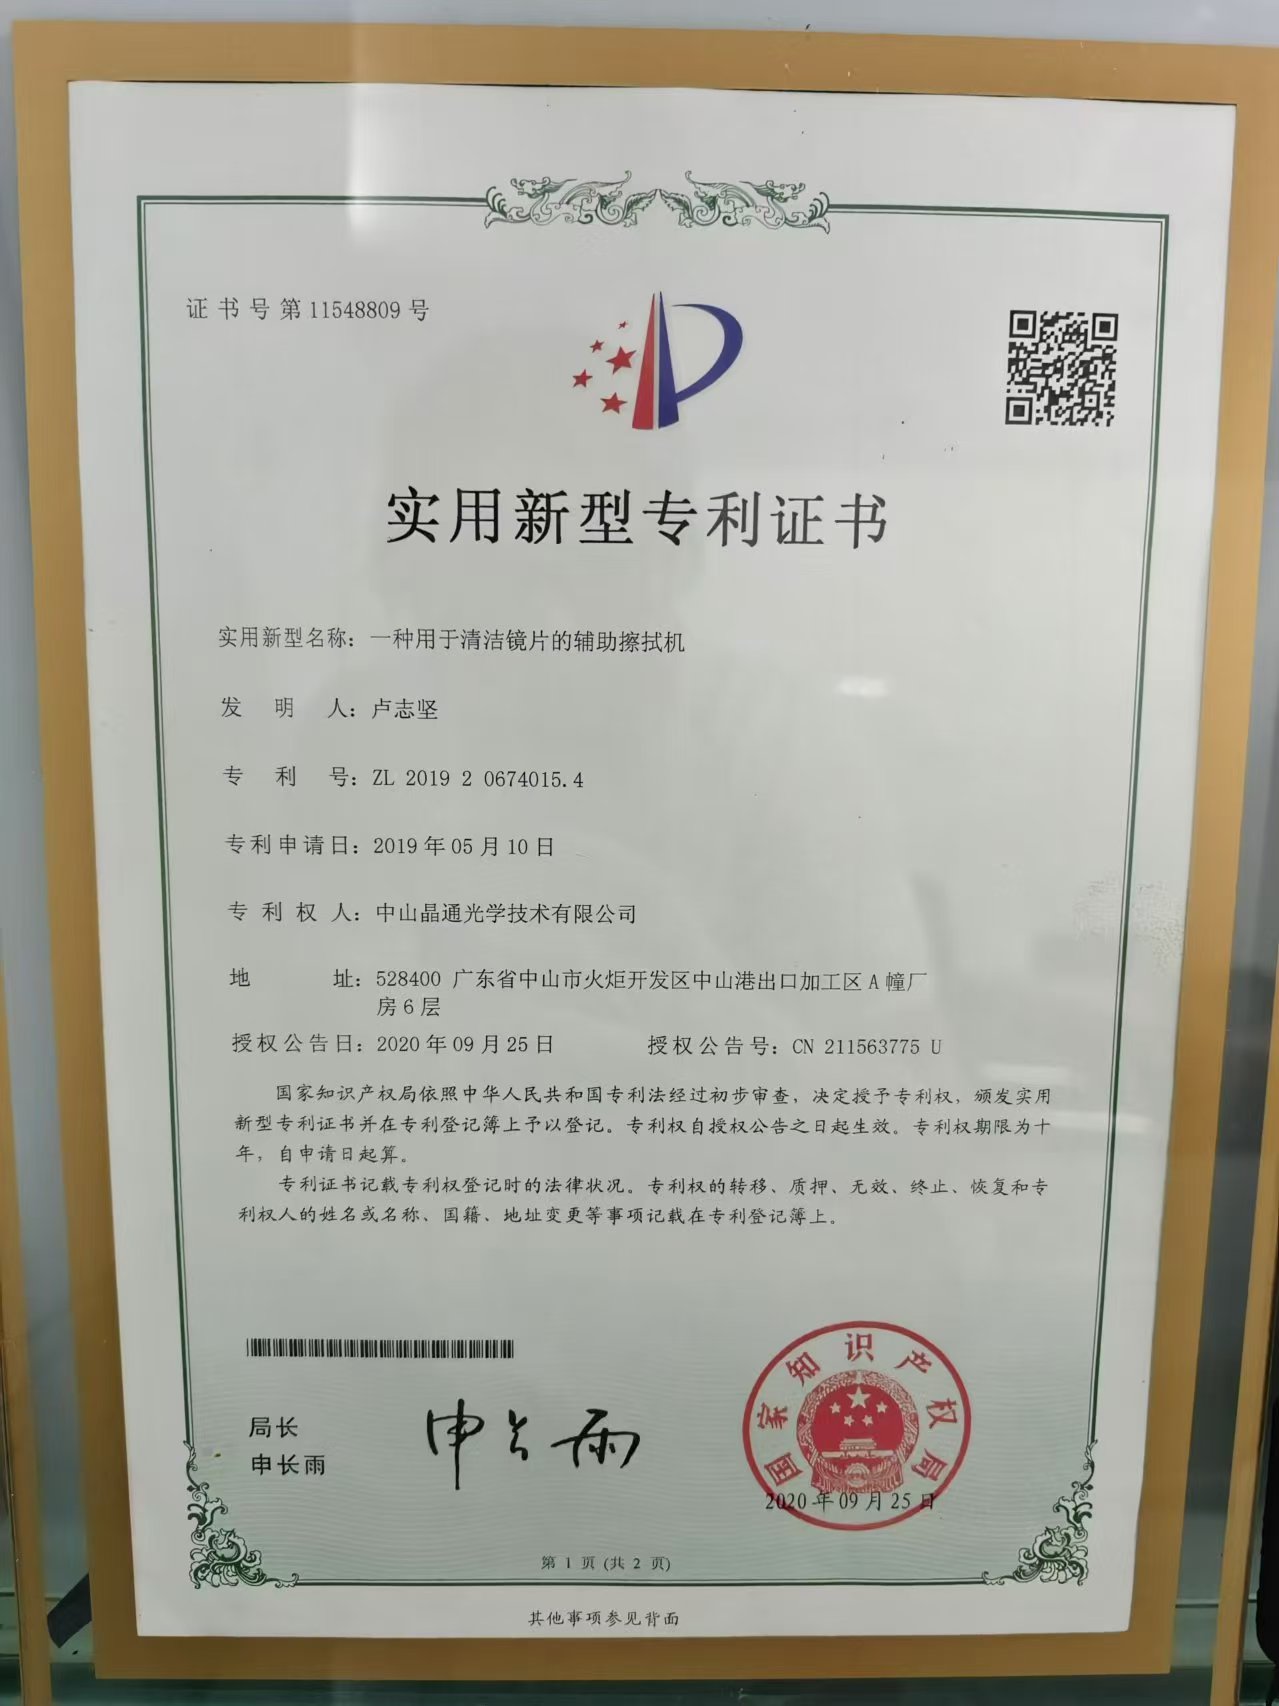 证书号第11548809号
实用新型专利证书
实用新型名称：一种用于清洁镜片的辅助擦拭机
发明人：卢志坚
专利号：ZL 2019 2 0674015.4
专利申请日：2019年05月10日
专利权人：中山晶通光学技术有限公司
地址：528400 广东省中山市火炬开发区中山港出口加工区A幢厂
房6层
授权公告日：2020年09月25日 授权公告号：CN 211563775 U
国家知识产权局依照中华人民共和国专利法经过初步审查，决定授予专利权，颁发实用
新型专利证书并在专利登记簿上予以登记。专利权自授权公告之日起生效。专利权期限为十
年，自申请日起算。
专利证书记载专利权登记时的法律状况。专利权的转移、质押、无效、终止、恢复和专
利权人的姓名或名称、国籍、地址变更等事项记载在专利登记簿上。
局长
申长雨
申长雨
国家知识产权局
2020年09月25日
第 1 页 (共 2 页)
其他事项参见背面